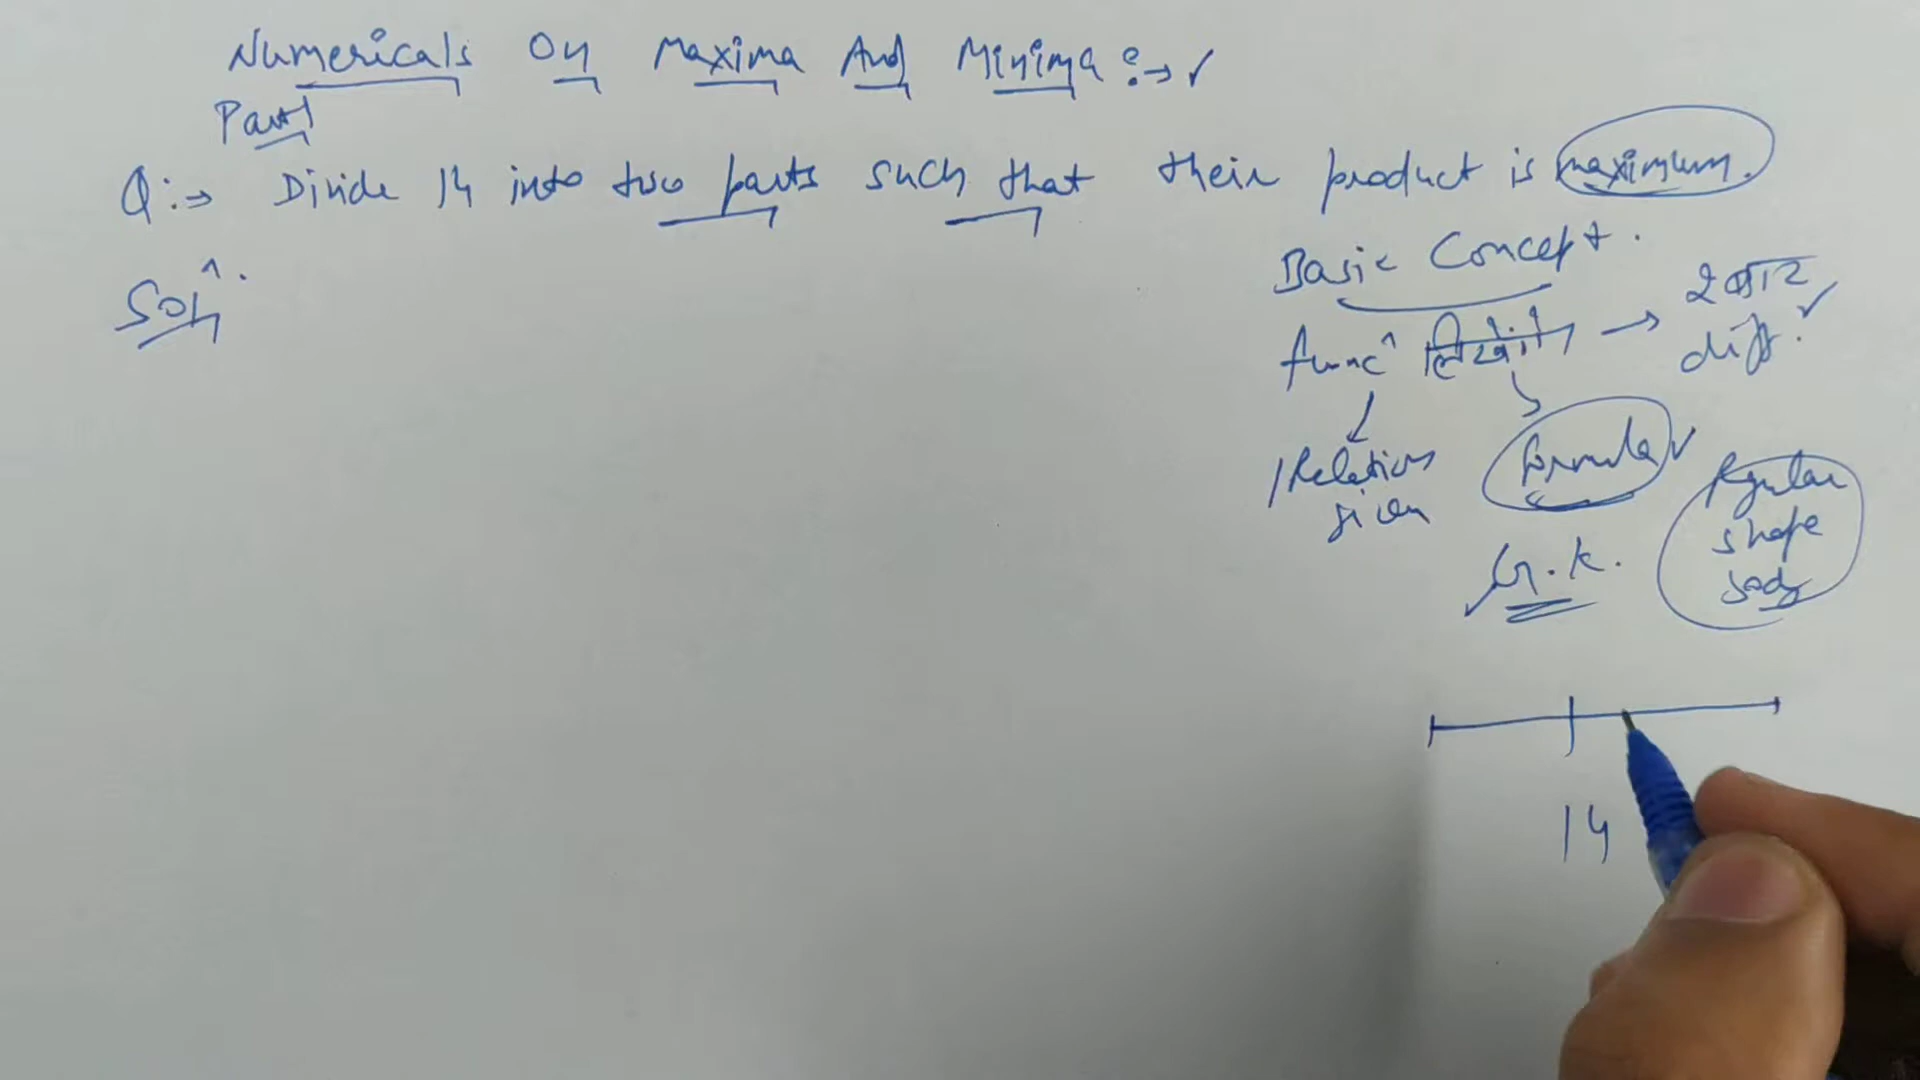 Numericals On Maxima And Minima :→ ✓
Part 1
Q:→ Divide 14 into two parts such that their product is maximum.
Solⁿ.
Basic Concept.
funcⁿ →
diff. ✓
Relation
given
formula ✓
Regular
shape
body
✓ G.K.
14